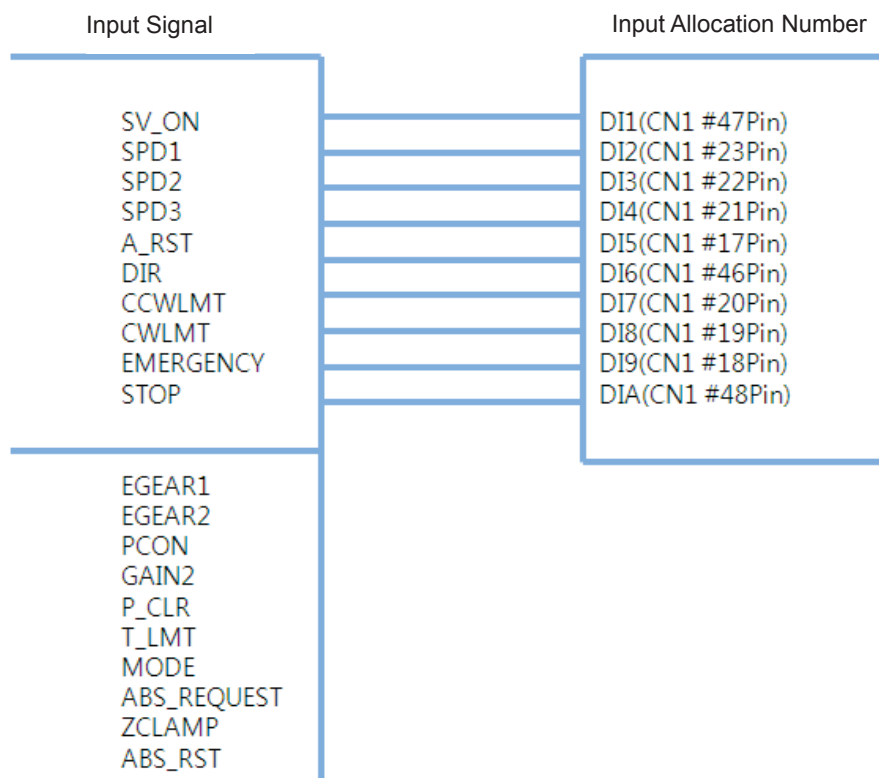 Input Signal
Input Allocation Number
SV_ON
SPD1
SPD2
SPD3
A_RST
DIR
CCWLMT
CWLMT
EMERGENCY
STOP
DI1(CN1 #47Pin)
DI2(CN1 #23Pin)
DI3(CN1 #22Pin)
DI4(CN1 #21Pin)
DI5(CN1 #17Pin)
DI6(CN1 #46Pin)
DI7(CN1 #20Pin)
DI8(CN1 #19Pin)
DI9(CN1 #18Pin)
DIA(CN1 #48Pin)
EGEAR1
EGEAR2
PCON
GAIN2
P_CLR
T_LMT
MODE
ABS_REQUEST
ZCLAMP
ABS_RST